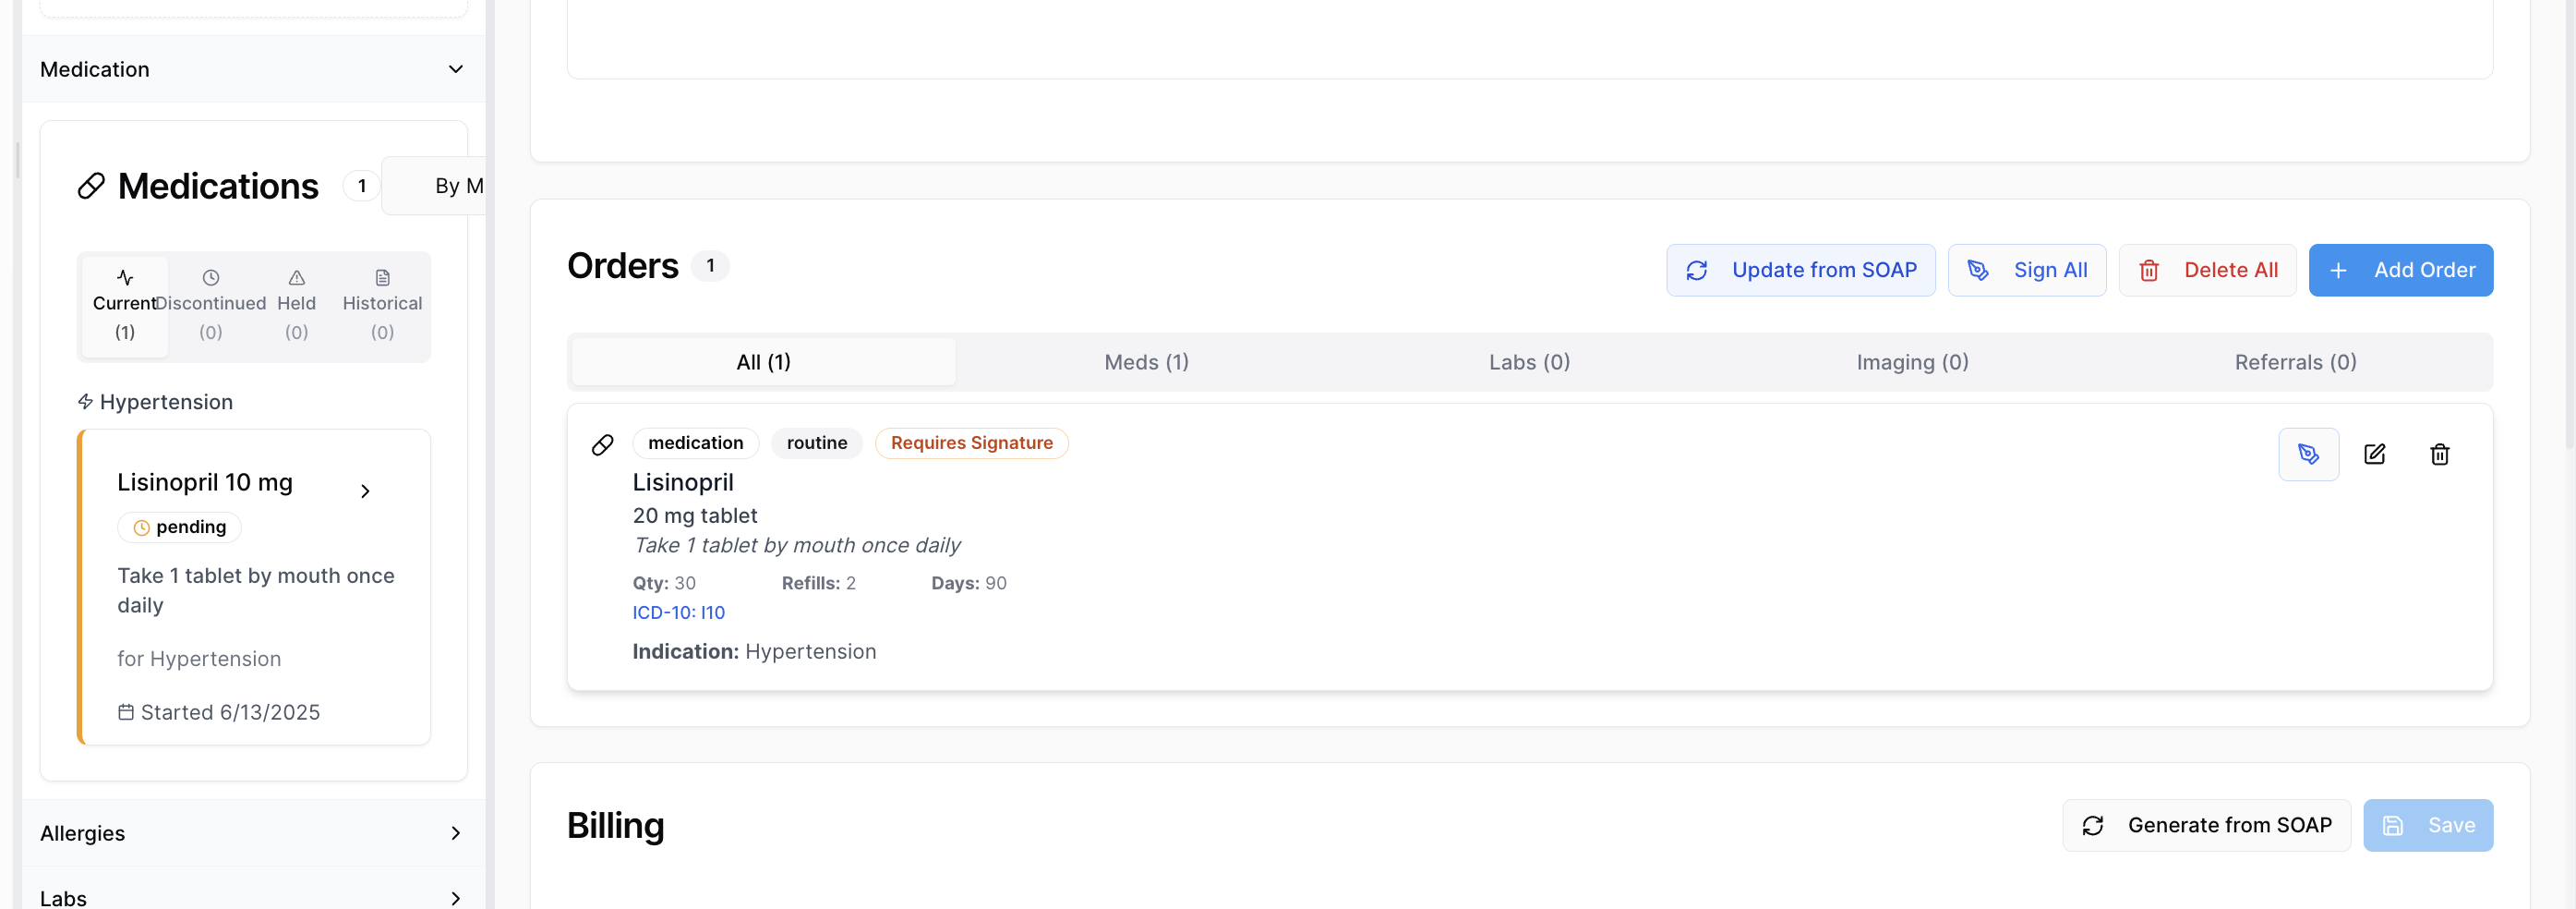 Medication
Medications 1 By M
Current Discontinued Held Historical
(1) (0) (0) (0)
Hypertension
Lisinopril 10 mg
pending
Take 1 tablet by mouth once
daily
for Hypertension
Started 6/13/2025
Allergies
Labs
Orders 1 Update from SOAP Sign All Delete All Add Order
All (1) Meds (1) Labs (0) Imaging (0) Referrals (0)
medication routine Requires Signature
Lisinopril
20 mg tablet
Take 1 tablet by mouth once daily
Qty: 30 Refills: 2 Days: 90
ICD-10: I10
Indication: Hypertension
Billing Generate from SOAP Save